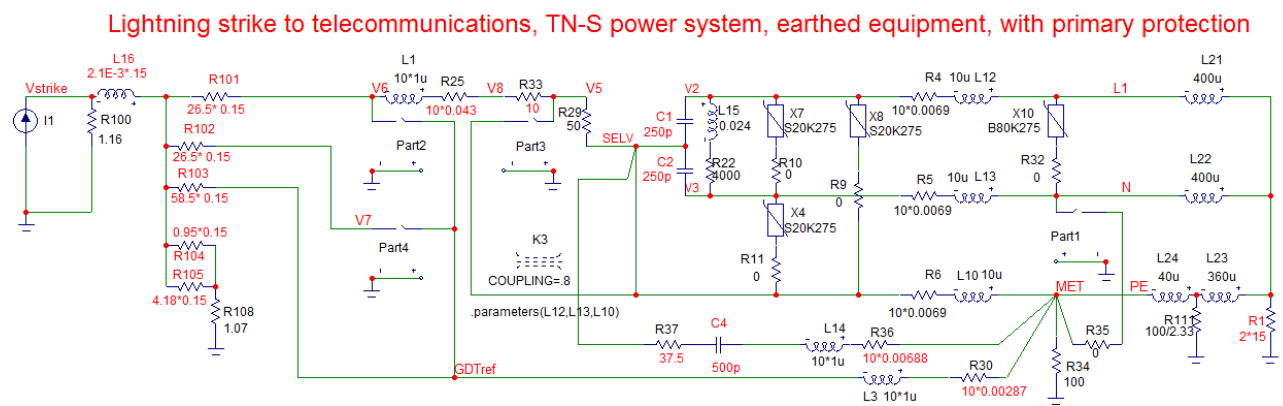 Lightning strike to telecommunications, TN-S power system, earthed equipment, with primary protection
L16
2.1E-3*.15
Vstrike
I1
R100
1.16
R101
26.5* 0.15
R102
26.5* 0.15
R103
58.5* 0.15
0.95*0.15
R104
R105
4.18*0.15
R108
1.07
V6
L1
10*1u
R25
10*0.043
V8
R33
10
V5
R29
50
Part2
Part3
V7
Part4
K3
COUPLING=.8
.parameters(L12,L13,L10)
GDTref
SELV
V2
C1
250p
C2
250p
V3
L15
0.024
R22
4000
X7
S20K275
R10
0
X4
S20K275
R11
0
X8
S20K275
R9
0
R4
10u L12
10*0.0069
R5
10u L13
10*0.0069
R6
L10 10u
10*0.0069
X10
B80K275
R32
0
L1
L21
400u
L22
400u
N
Part1
MET
PE
L24
40u
L23
360u
R111
100/2.33
R1
2*15
R35
0
R34
100
R37
37.5
C4
500p
L14
10*1u
R36
10*0.00688
R30
10*0.00287
L3 10*1u